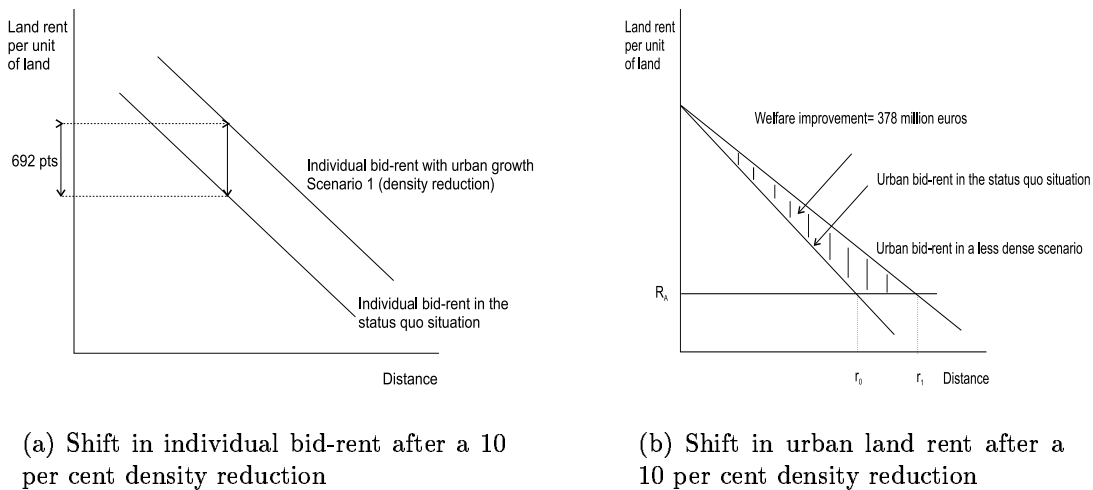 Land rent
per unit
of land
692 pts
Individual bid-rent with urban growth
Scenario 1 (density reduction)
Individual bid-rent in the
status quo situation
Distance
(a) Shift in individual bid-rent after a 10
per cent density reduction
Land rent
per unit
of land
Welfare improvement= 378 million euros
Urban bid-rent in the status quo situation
Urban bid-rent in a less dense scenario
R_A
r_0
r_1
Distance
(b) Shift in urban land rent after a
10 per cent density reduction